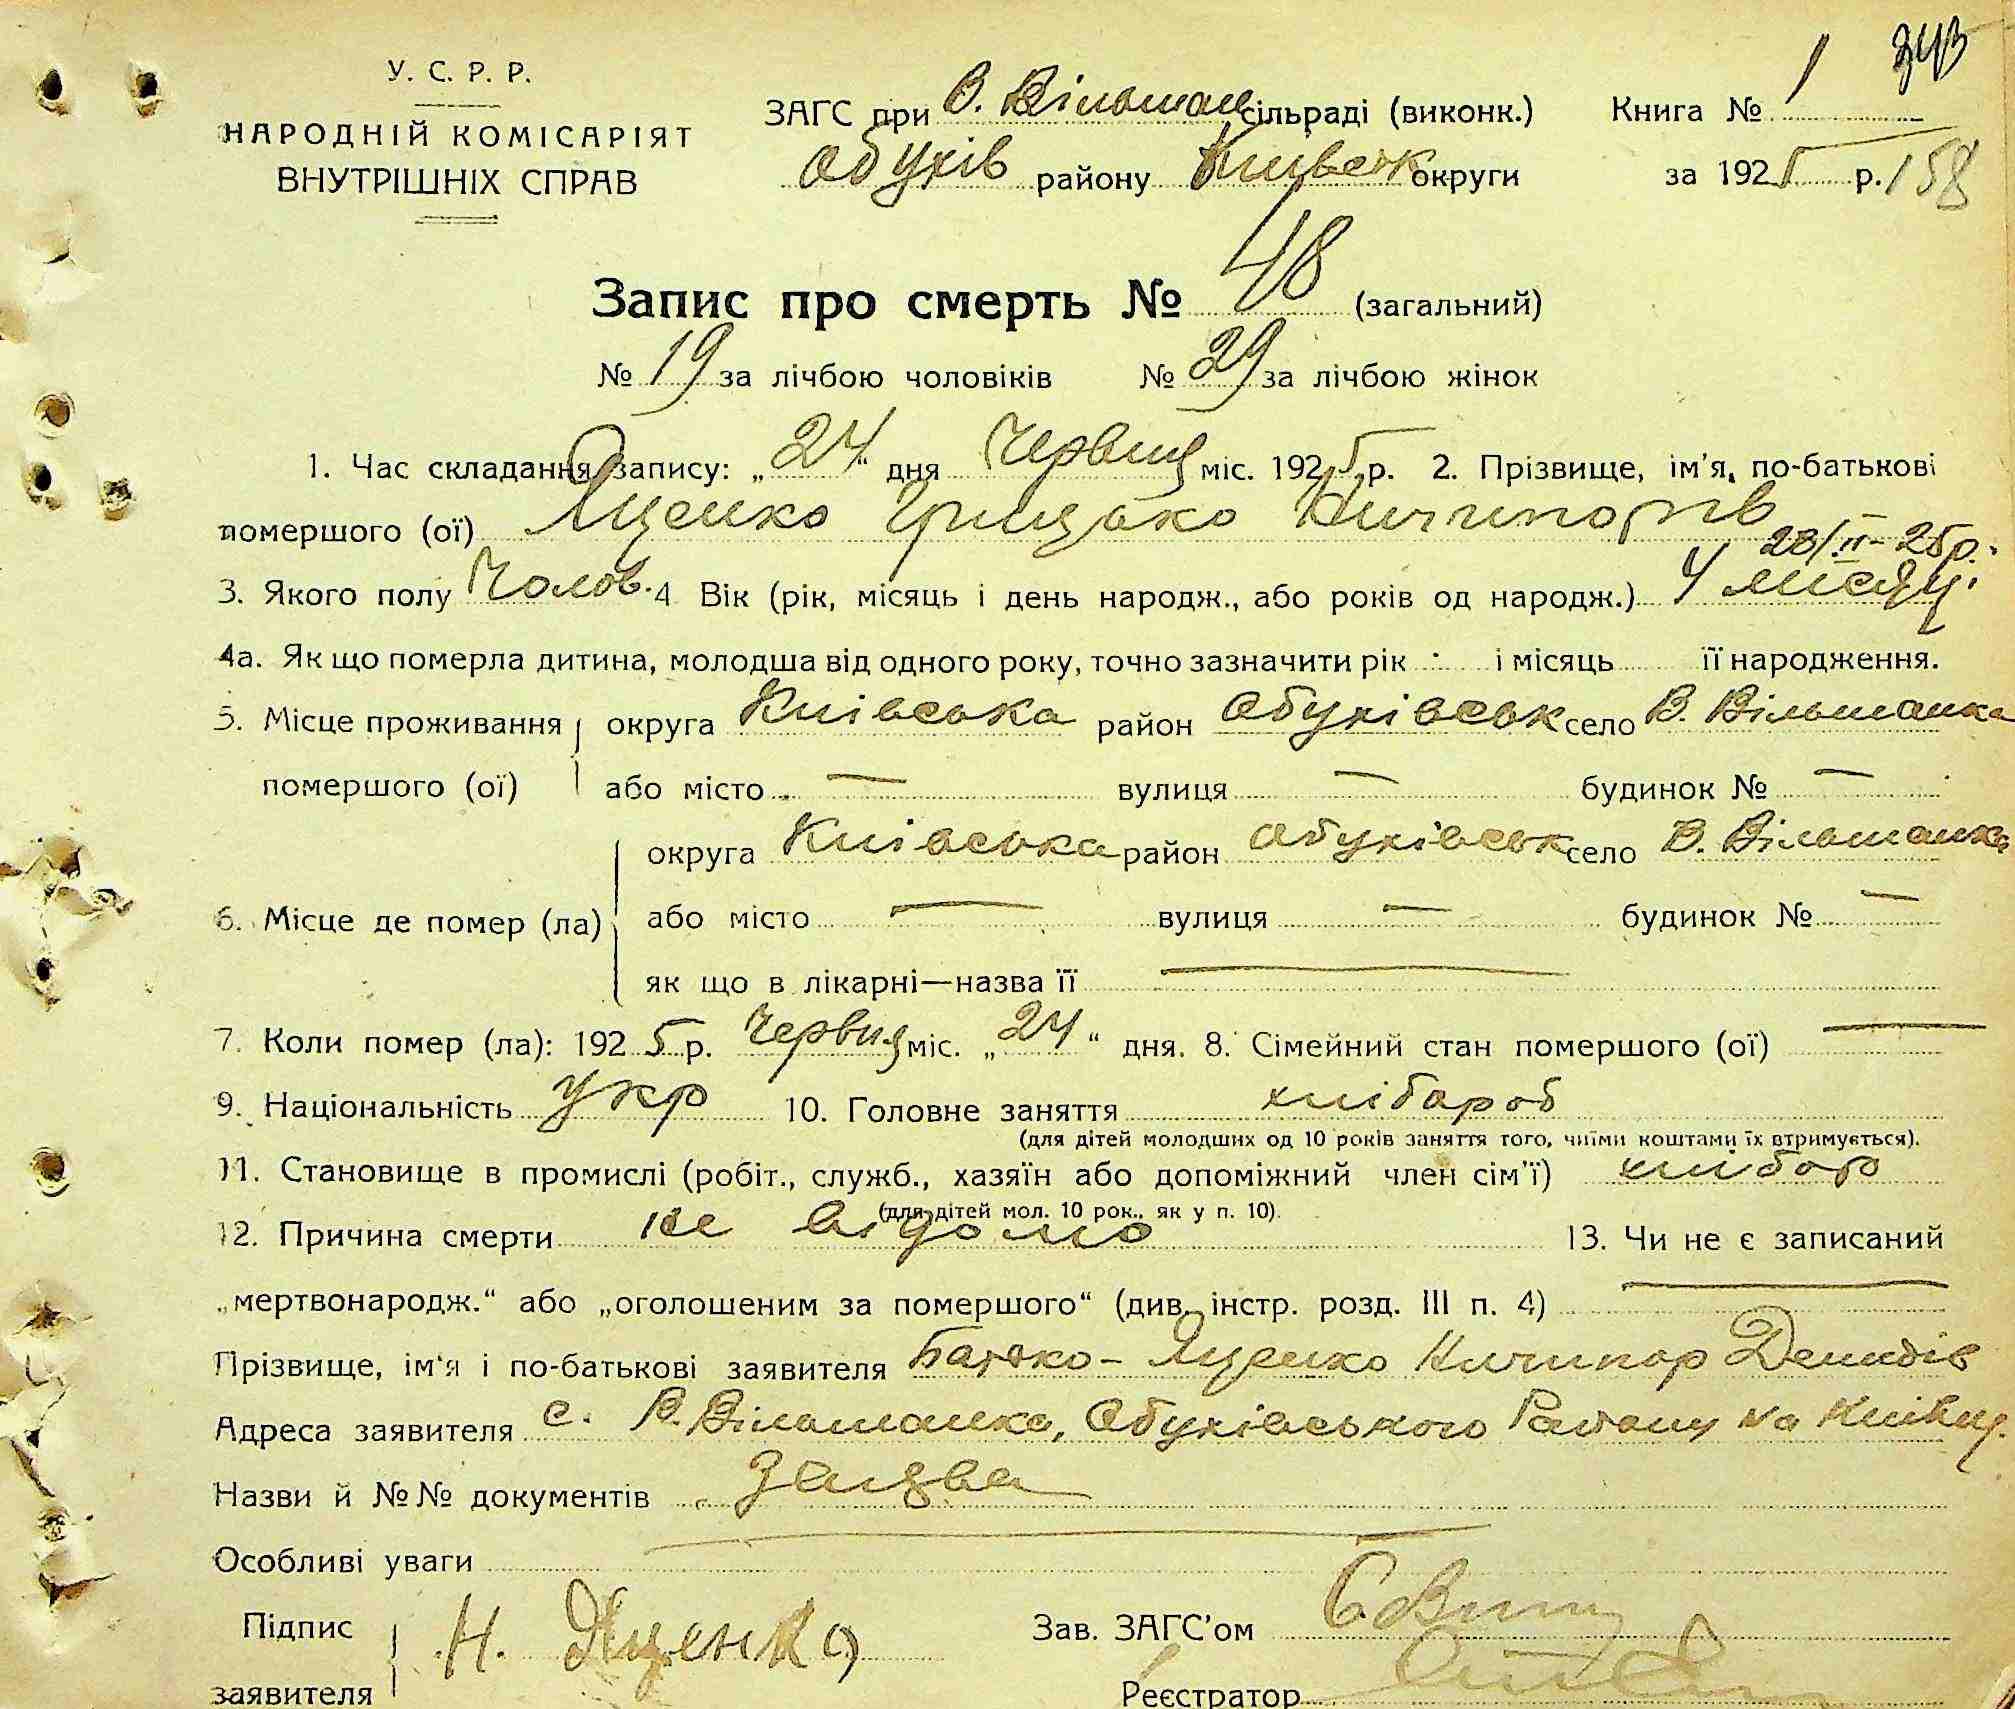 343
У. С. Р. Р.
НАРОДНІЙ КОМІСАРІЯТ
ВНУТРІШНІХ СПРАВ
ЗАГС при В. Вільшан сільраді (виконк.) Книга № 1
Обухів району Київськ округи за 1925 р. 158
Запис про смерть № 48 (загальний)
№ 19 за лічбою чоловіків № 29 за лічбою жінок
1. Час складання запису: „24“ дня Червня міс. 1925 р. 2. Прізвище, ім'я, по-батькові
помершого (ої) Яценко Грицько Ничипорів
28/II-25р.
3. Якого полу Чолов. 4 Вік (рік, місяць і день народж., або років од народж.) 4 місяці
4а. Як що померла дитина, молодша від одного року, точно зазначити рік і місяць її народження.
5. Місце проживання округа Київська район Обухівськ село В. Вільшанка
помершого (ої) або місто — вулиця — будинок № —
округа Київська район Обухівськ село В. Вільшанка
6. Місце де помер (ла) або місто — вулиця — будинок № —
як що в лікарні—назва її —
7. Коли помер (ла): 1925 р. Червня міс. „24“ дня. 8. Сімейний стан помершого (ої) —
9. Національність укр 10. Головне заняття хлібароб
(для дітей молодших од 10 років заняття того, чиїми коштами їх втримується).
11. Становище в промислі (робіт., служб., хазяїн або допоміжний член сім'ї) хлібар
(для дітей мол. 10 рок., як у п. 10).
12. Причина смерти не відомо 13. Чи не є записаний
„мертвонародж.“ або „оголошеним за помершого“ (див. інстр. розд. III п. 4) —
Прізвище, ім'я і по-батькові заявителя Батько - Яценко Ничипор Демидів
Адреса заявителя с. В. Вільшанка, Обухівського Району на Київщ.
Назви й №№ документів Заява
Особливі уваги —
Підпис Н. Яценко Зав. ЗАГС'ом
заявителя Реєстратор